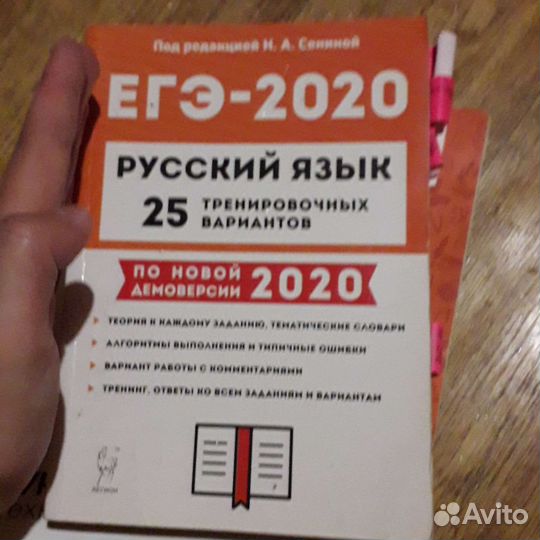 Под редакцией Н. А. Сениной
ЕГЭ-2020
РУССКИЙ ЯЗЫК
25 ТРЕНИРОВОЧНЫХ
ВАРИАНТОВ
ПО НОВОЙ
ДЕМОВЕРСИИ 2020
ТЕОРИЯ К КАЖДОМУ ЗАДАНИЮ, ТЕМАТИЧЕСКИЕ СЛОВАРИ
АЛГОРИТМЫ ВЫПОЛНЕНИЯ И ТИПИЧНЫЕ ОШИБКИ
ВАРИАНТ РАБОТЫ С КОММЕНТАРИЯМИ
ТРЕНИНГ, ОТВЕТЫ КО ВСЕМ ЗАДАНИЯМ И ВАРИАНТАМ
ЛЕГИОН
Avito